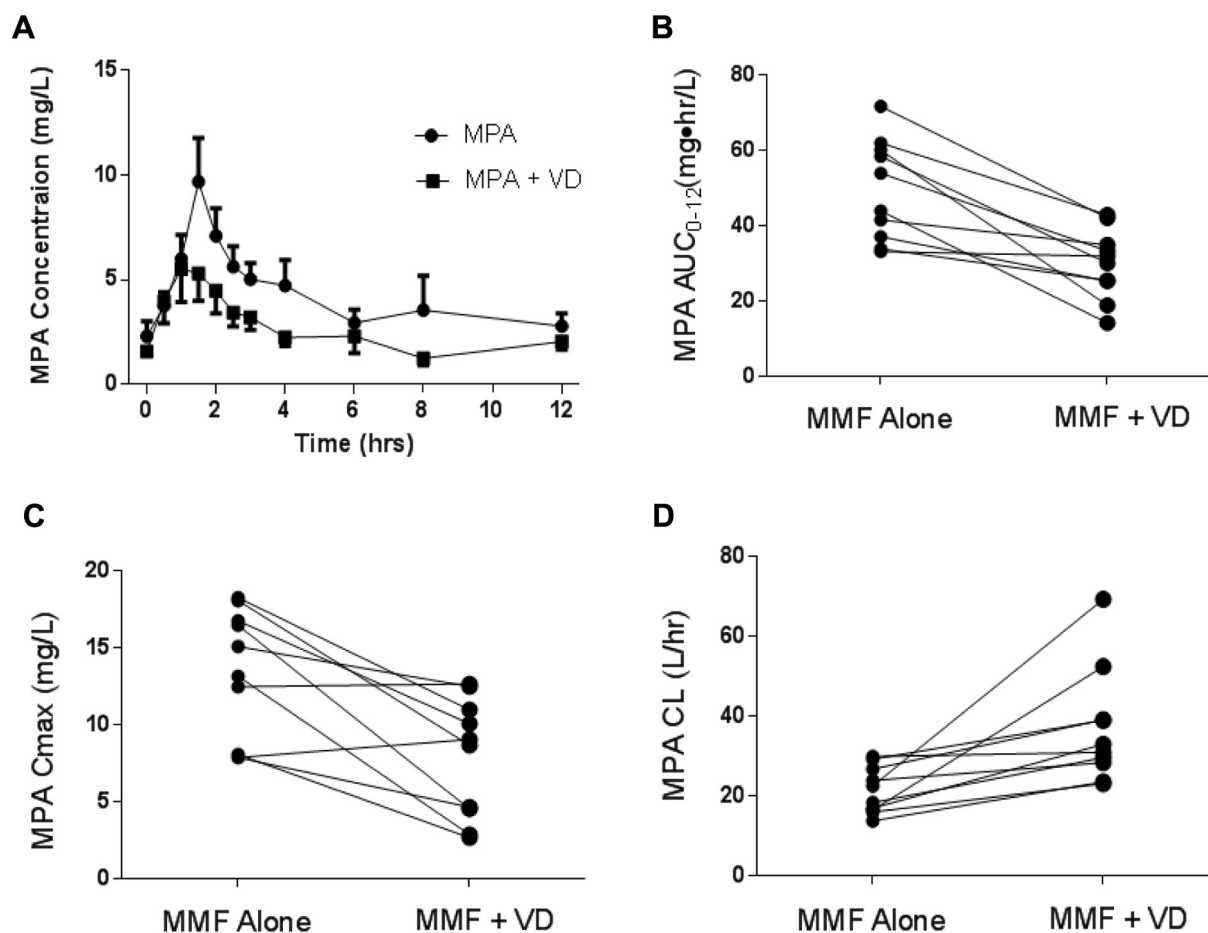 A
MPA Concentraion (mg/L)
15
10
5
0
0 2 4 6 8 10 12
Time (hrs)
MPA
MPA + VD
B
MPA AUC0-12(mg•hr/L)
80
60
40
20
0
MMF Alone MMF + VD
C
MPA Cmax (mg/L)
20
15
10
5
0
MMF Alone MMF + VD
D
MPA CL (L/hr)
80
60
40
20
0
MMF Alone MMF + VD